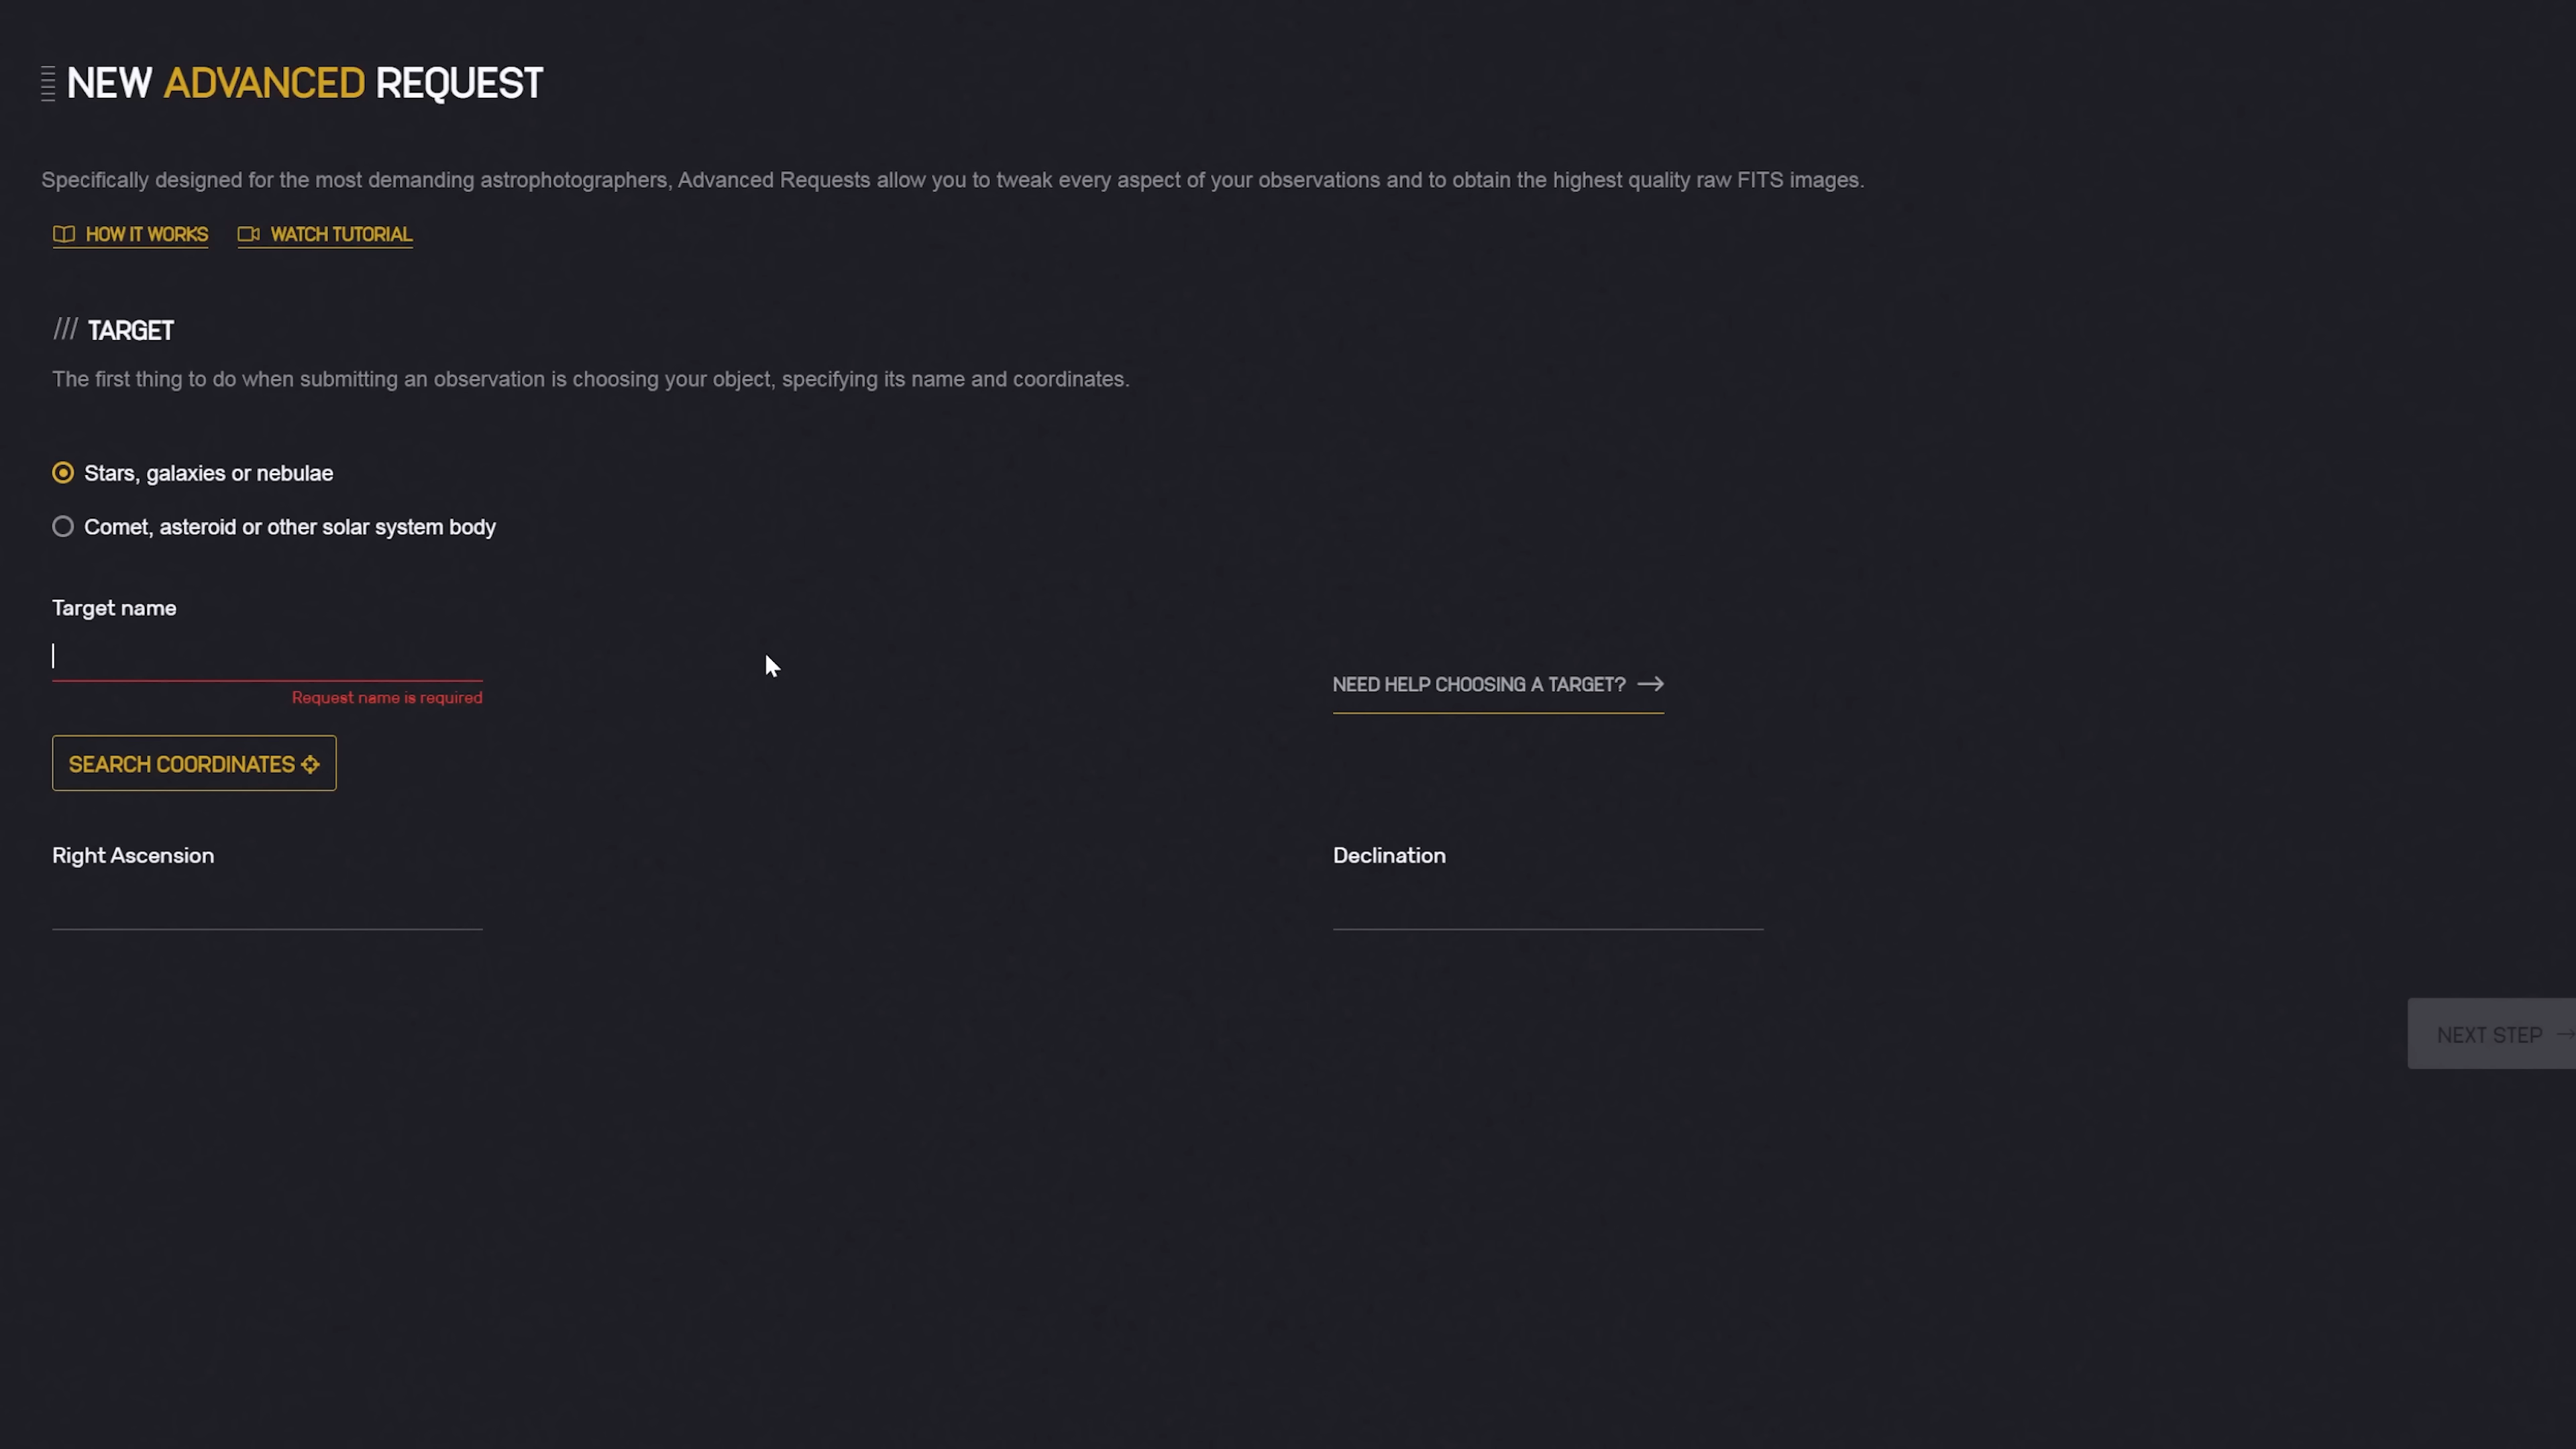 NEW ADVANCED REQUEST
Specifically designed for the most demanding astrophotographers, Advanced Requests allow you to tweak every aspect of your observations and to obtain the highest quality raw FITS images.
HOW IT WORKS WATCH TUTORIAL
/// TARGET
The first thing to do when submitting an observation is choosing your object, specifying its name and coordinates.
Stars, galaxies or nebulae
Comet, asteroid or other solar system body
Target name
Request name is required
NEED HELP CHOOSING A TARGET?
SEARCH COORDINATES
Right Ascension
Declination
NEXT STEP